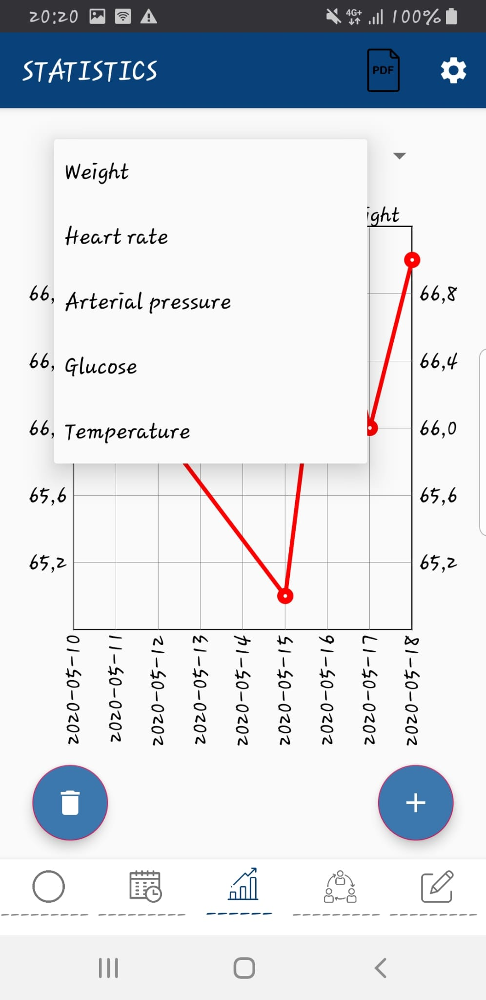 20:20 4G+ 100%
STATISTICS PDF
Weight
Heart rate
Arterial pressure
Glucose
Temperature
ight
66, 66,8
66, 66,4
66, 66,0
65,6 65,6
65,2 65,2
2020-05-10
2020-05-11
2020-05-12
2020-05-13
2020-05-14
2020-05-15
2020-05-16
2020-05-17
2020-05-18